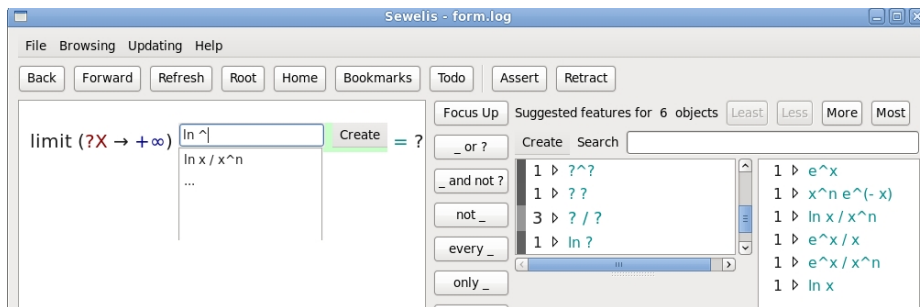 Sewelis - form.log
File Browsing Updating Help
Back Forward Refresh Root Home Bookmarks Todo Assert Retract
limit (?X → +∞) ln ^ Create = ?
ln x / x^n
...
Focus Up
_ or ?
_ and not ?
not _
every _
only _
Suggested features for 6 objects Least Less More Most
Create Search
1 ▷ ?^?
1 ▷ ? ?
3 ▷ ? / ?
1 ▷ ln ?
1 ▷ e^x
1 ▷ x^n e^(- x)
1 ▷ ln x / x^n
1 ▷ e^x / x
1 ▷ e^x / x^n
1 ▷ ln x